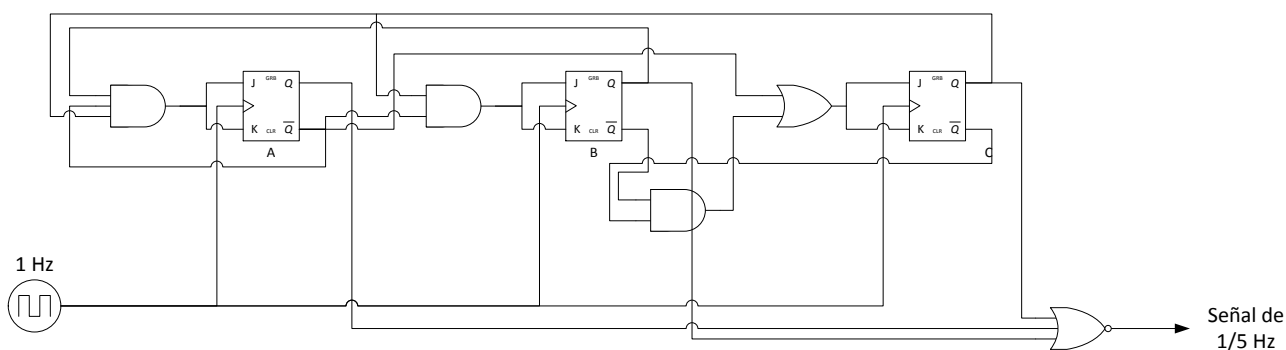 J GRB Q
K CLR Q̅
A
J GRB Q
K CLR Q̅
B
J GRB Q
K CLR Q̅
C
1 Hz
Señal de
1/5 Hz